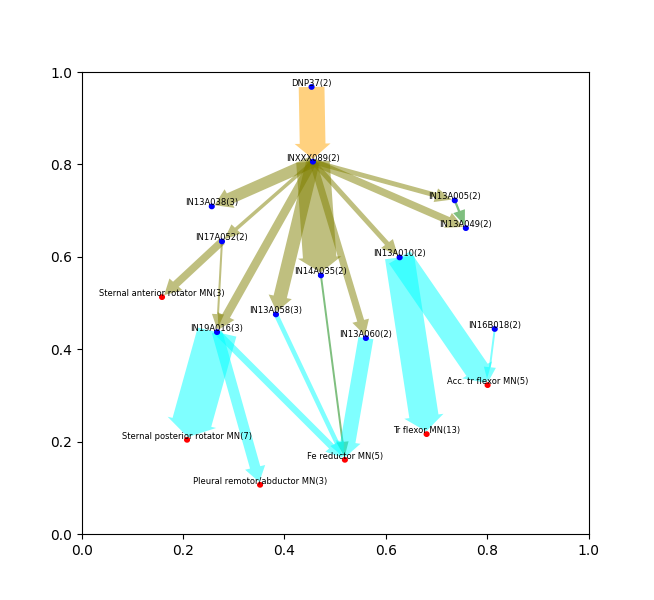 1.0
DNP37(2)
INXXX089(2)
0.8
IN13A038(3)
IN13A005(2)
IN13A049(2)
IN17A052(2)
0.6
IN13A010(2)
IN14A035(2)
Sternal anterior rotator MN(3)
IN13A058(3)
IN19A016(3)
IN13A060(2)
IN16B018(2)
0.4
Acc. tr flexor MN(5)
Sternal posterior rotator MN(7)
Tr flexor MN(13)
0.2
Fe reductor MN(5)
Pleural remotor/abductor MN(3)
0.0
0.0 0.2 0.4 0.6 0.8 1.0